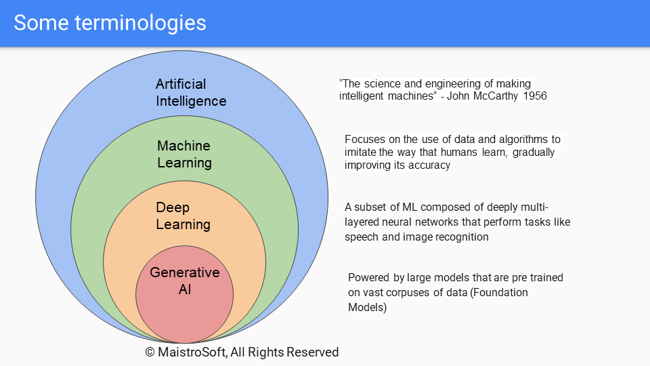 Some terminologies
Artificial
Intelligence
"The science and engineering of making
intelligent machines" - John McCarthy 1956
Machine
Learning
Focuses on the use of data and algorithms to
imitate the way that humans learn, gradually
improving its accuracy
Deep
Learning
A subset of ML composed of deeply multi-
layered neural networks that perform tasks like
speech and image recognition
Generative
AI
Powered by large models that are pre trained
on vast corpuses of data (Foundation
Models)
© MaistroSoft, All Rights Reserved